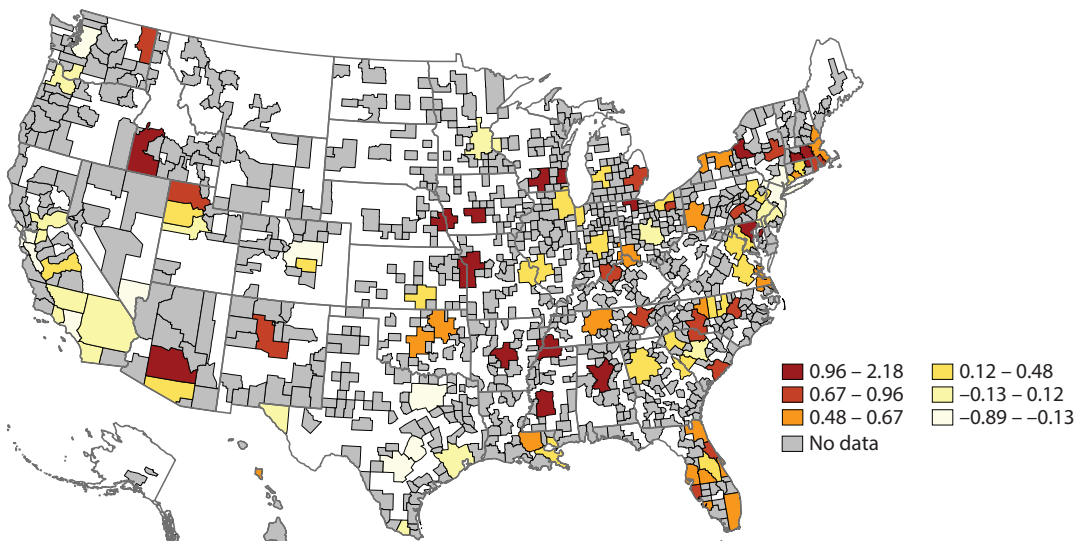 0.96 – 2.18
0.67 – 0.96
0.48 – 0.67
No data
0.12 – 0.48
–0.13 – 0.12
–0.89 – –0.13